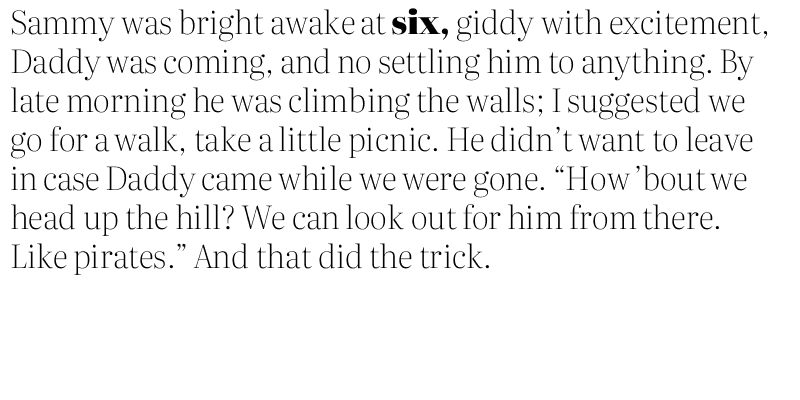 Sammy was bright awake at six, giddy with excitement,
Daddy was coming, and no settling him to anything. By
late morning he was climbing the walls; I suggested we
go for a walk, take a little picnic. He didn’t want to leave
in case Daddy came while we were gone. “How ’bout we
head up the hill? We can look out for him from there.
Like pirates.” And that did the trick.